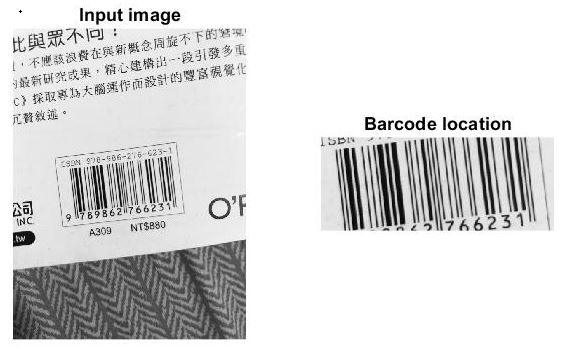 Input image
比與眾不同！
，不應該浪費在與新概念周旋不下的
最新研究成果，精心建構出一段引發多重
C》採取專為大腦運作而設計的豐富視覺化
冗贅敘述。
ISBN 978-986-276-623-1
9 789862 766231
A309 NT$880
公司
INC.
.tw
O'R
Barcode location
ISBN 97
862 766231